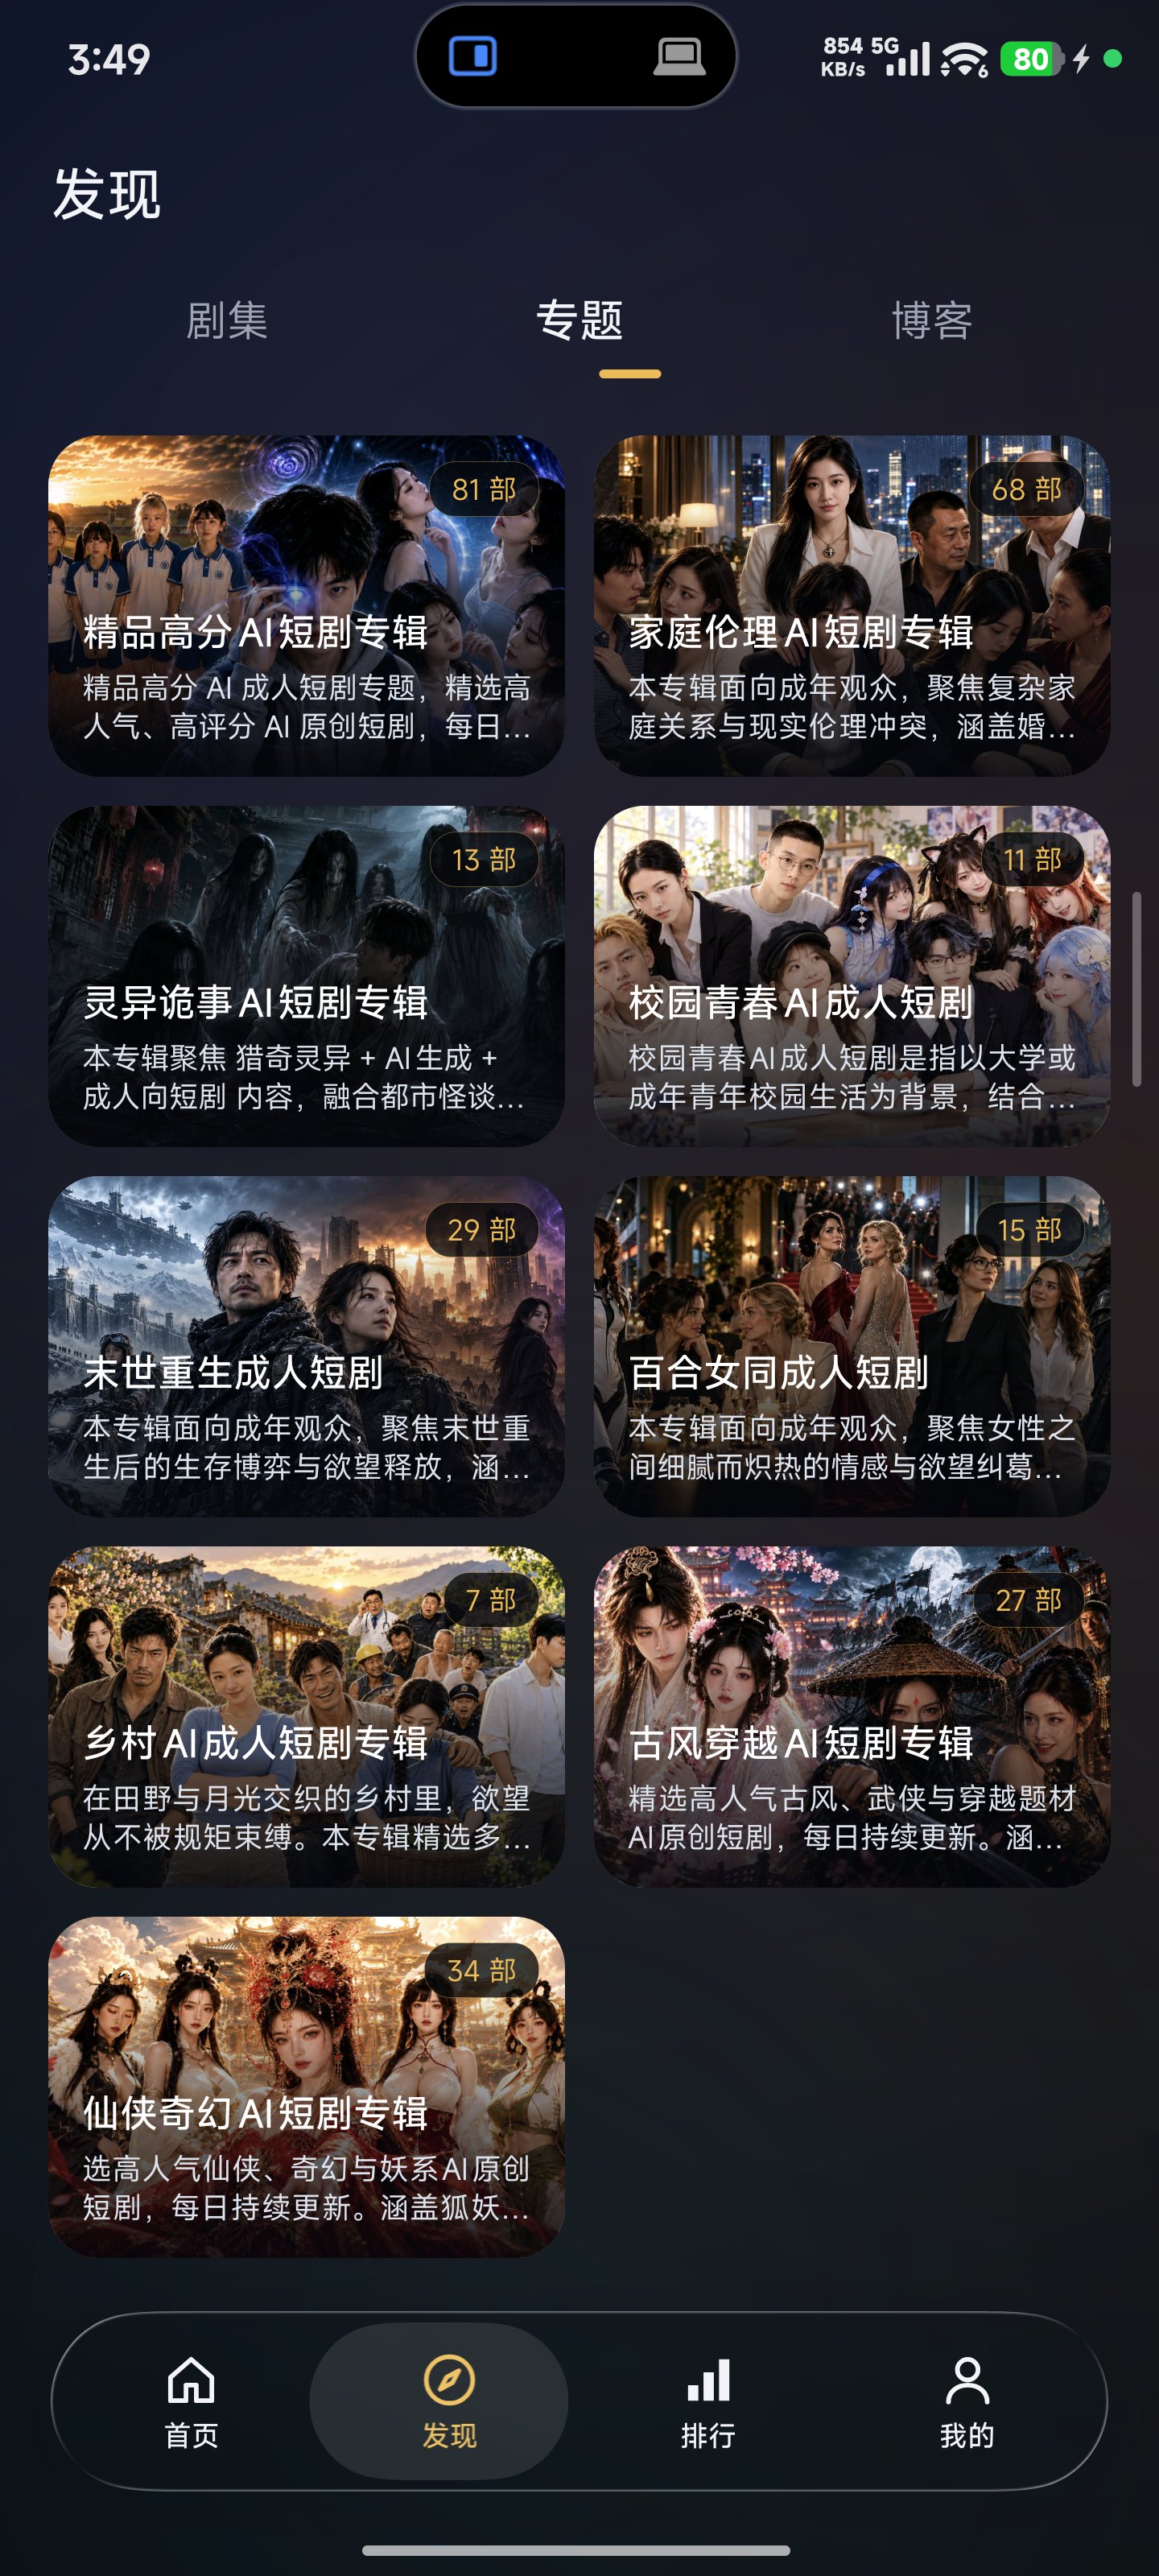 3:49
854 5G
KB/s
6
80
发现
剧集
专题
博客
81 部
精品高分AI短剧专辑
精品高分 AI 成人短剧专题，精选高
人气、高评分 AI 原创短剧，每日...
68 部
家庭伦理AI短剧专辑
本专辑面向成年观众，聚焦复杂家
庭关系与现实伦理冲突，涵盖婚...
13 部
灵异诡事AI短剧专辑
本专辑聚焦 猎奇灵异 + AI生成 +
成人向短剧 内容，融合都市怪谈...
11 部
校园青春AI成人短剧
校园青春AI成人短剧是指以大学或
成年青年校园生活为背景，结合...
29 部
末世重生成人短剧
本专辑面向成年观众，聚焦末世重
生后的生存博弈与欲望释放，涵...
15 部
百合女同成人短剧
本专辑面向成年观众，聚焦女性之
间细腻而炽热的情感与欲望纠葛...
7 部
乡村AI成人短剧专辑
在田野与月光交织的乡村里，欲望
从不被规矩束缚。本专辑精选多...
27 部
古风穿越AI短剧专辑
精选高人气古风、武侠与穿越题材
AI原创短剧，每日持续更新。涵...
34 部
仙侠奇幻AI短剧专辑
选高人气仙侠、奇幻与妖系AI原创
短剧，每日持续更新。涵盖狐妖...
首页
发现
排行
我的